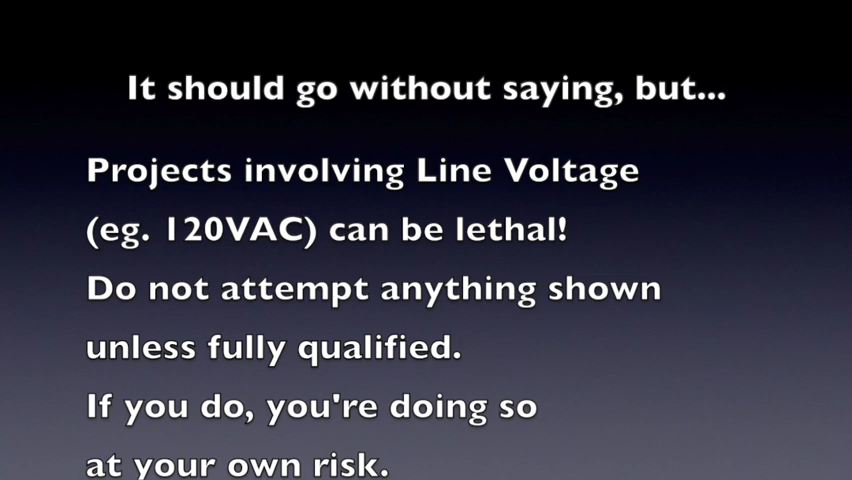 It should go without saying, but...
Projects involving Line Voltage
(eg. 120VAC) can be lethal!
Do not attempt anything shown
unless fully qualified.
If you do, you're doing so
at your own risk.